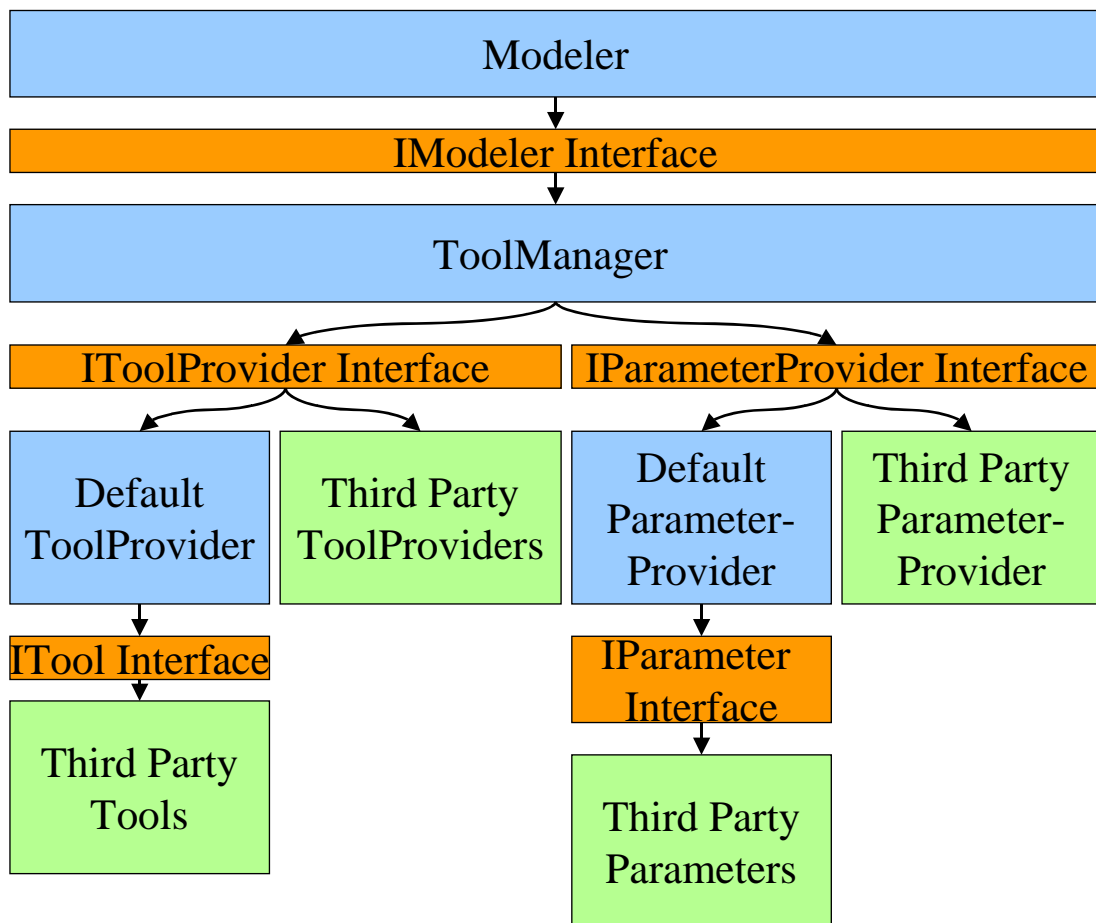 Modeler
IModeler Interface
ToolManager
IToolProvider Interface
IParameterProvider Interface
Default
ToolProvider
Third Party
ToolProviders
Default
Parameter-
Provider
Third Party
Parameter-
Provider
ITool Interface
IParameter
Interface
Third Party
Tools
Third Party
Parameters